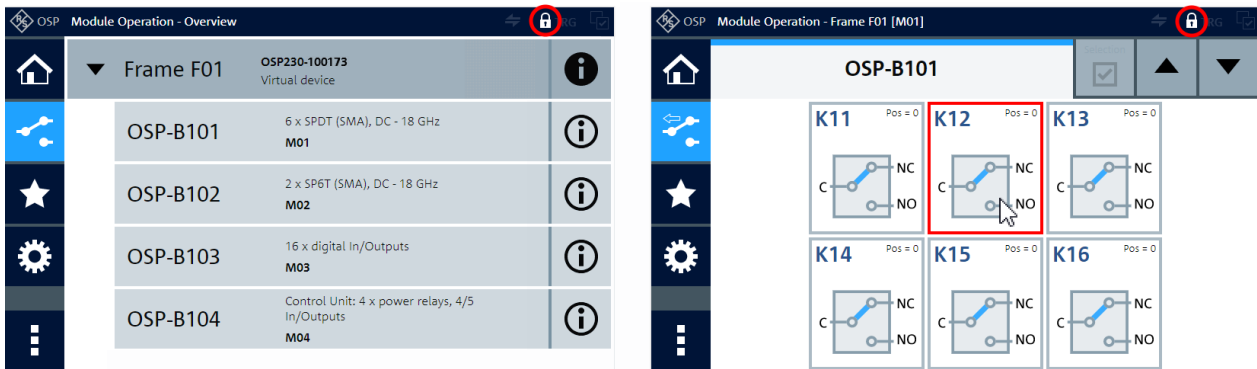 R&S OSP Module Operation - Overview RG
Frame F01
OSP230-100173
Virtual device
OSP-B101
6 x SPDT (SMA), DC - 18 GHz
M01
OSP-B102
2 x SP6T (SMA), DC - 18 GHz
M02
OSP-B103
16 x digital In/Outputs
M03
OSP-B104
Control Unit: 4 x power relays, 4/5
In/Outputs
M04
R&S OSP Module Operation - Frame F01 [M01] RG
OSP-B101
K11 Pos = 0
C NC
NO
K12 Pos = 0
C NC
NO
K13 Pos = 0
C NC
NO
K14 Pos = 0
C NC
NO
K15 Pos = 0
C NC
NO
K16 Pos = 0
C NC
NO